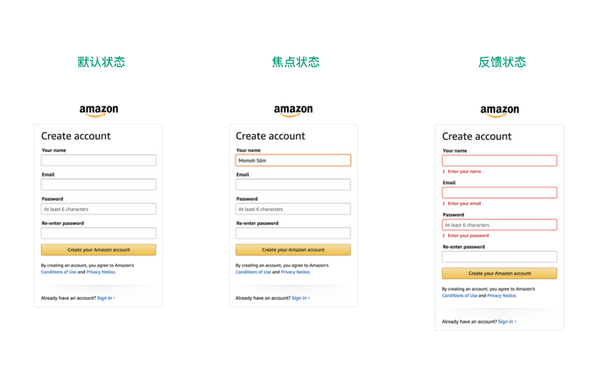 默认状态
amazon
Create account
Your name
Email
Password
At least 6 characters
Re-enter password
Create your Amazon account
By creating an account, you agree to Amazon's
Conditions of Use and Privacy Notice.
Already have an account? Sign in
焦点状态
amazon
Create account
Your name
Momoh Silm
Email
Password
At least 6 characters
Re-enter password
Create your Amazon account
By creating an account, you agree to Amazon's
Conditions of Use and Privacy Notice.
Already have an account? Sign in
反馈状态
amazon
Create account
Your name
! Enter your name
Email
! Enter your email
Password
At least 6 characters
! Enter your password
Re-enter password
Create your Amazon account
By creating an account, you agree to Amazon's
Conditions of Use and Privacy Notice.
Already have an account? Sign in